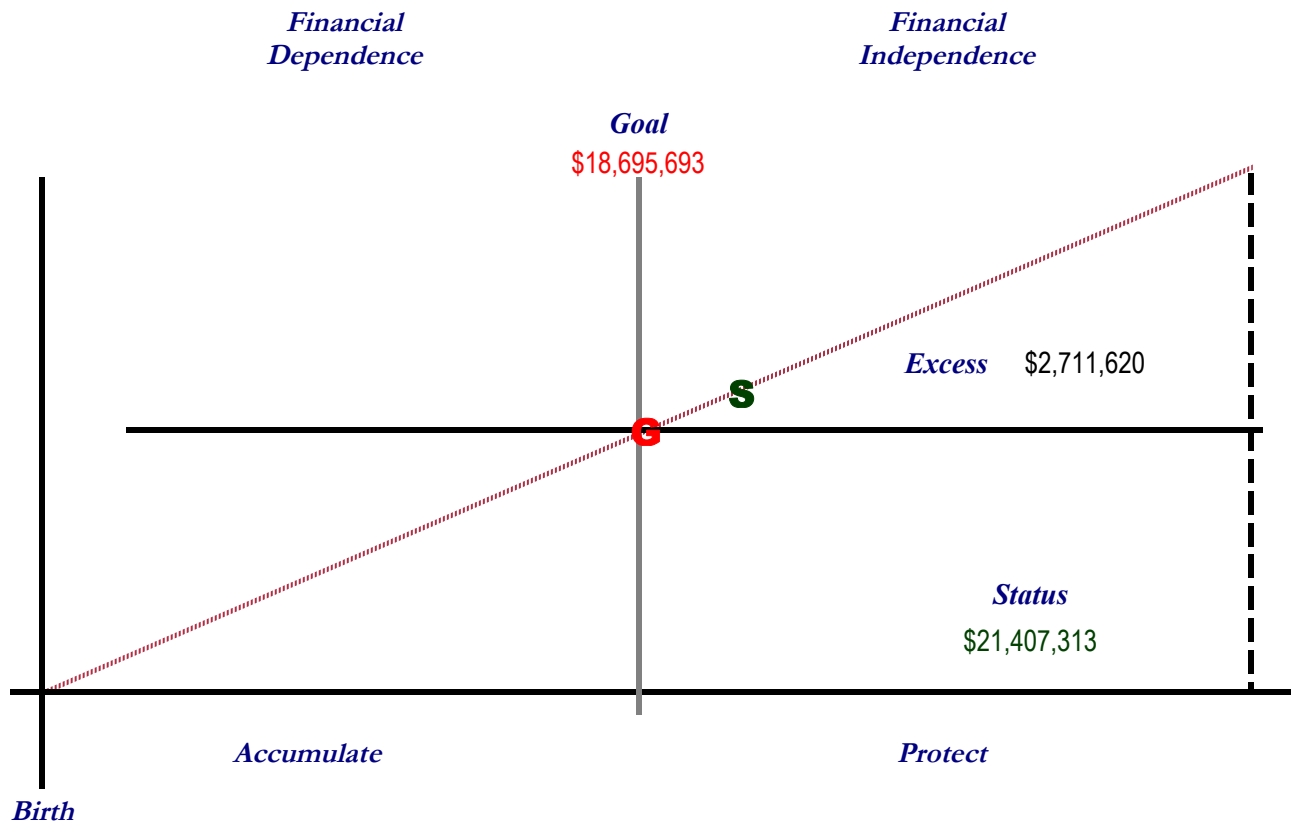 Financial
Dependence
Financial
Independence
Goal
$18,695,693
Excess $2,711,620
S
G
Status
$21,407,313
Accumulate
Protect
Birth